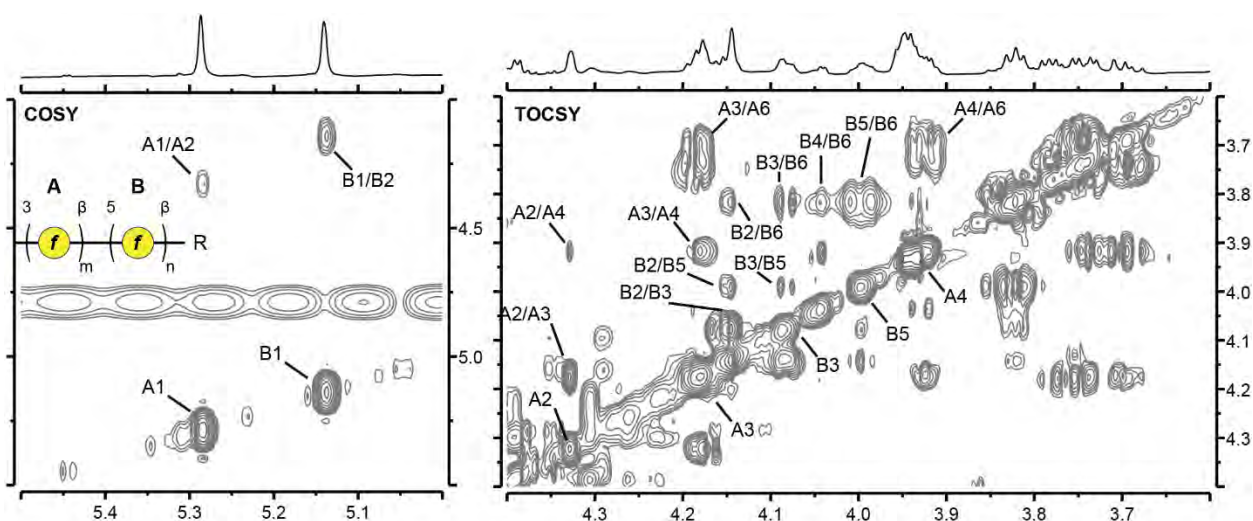 COSY
A1/A2
B1/B2
A B
3 β 5 β
f f R
m n
B1
A1
4.5
5.0
5.4 5.3 5.2 5.1
TOCSY
A3/A6
B5/B6
A4/A6
B4/B6
B3/B6
A2/A4
A3/A4
B2/B6
B2/B5
B3/B5
B2/B3
A4
A2/A3
B5
B3
A2
A3
3.7
3.8
3.9
4.0
4.1
4.2
4.3
4.3 4.2 4.1 4.0 3.9 3.8 3.7